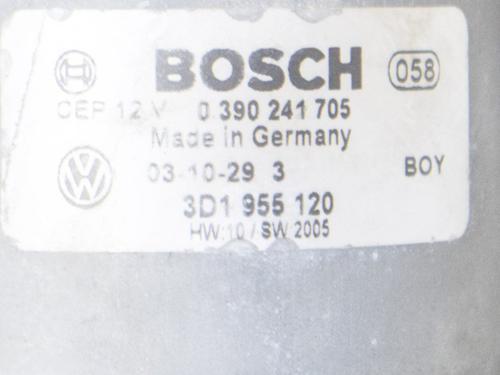 BOSCH 058
CEP 12 V 0 390 241 705
Made in Germany
03-10-29 3 BOY
3D1 955 120
HW:10 / SW 2005